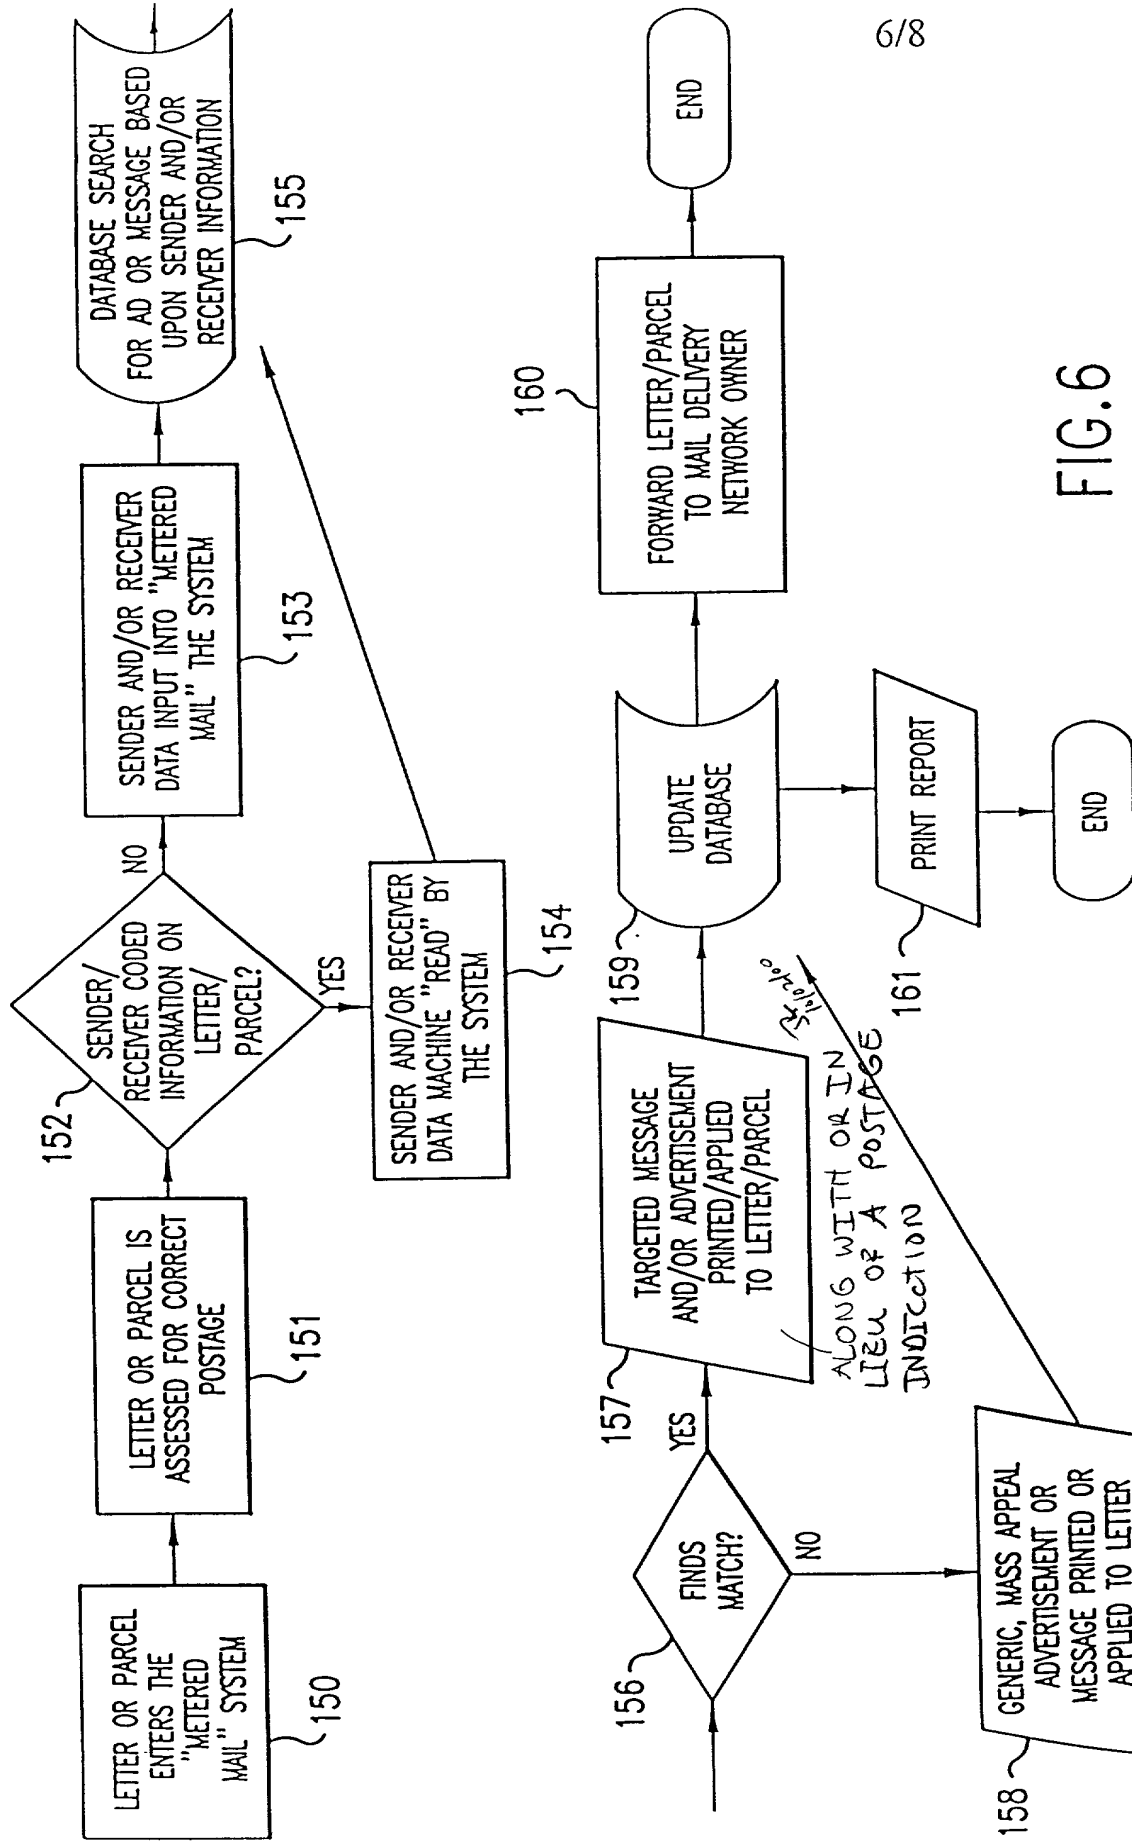 6/8
LETTER OR PARCEL
ENTERS THE
"METERED
MAIL" SYSTEM
150
LETTER OR PARCEL IS
ASSESSED FOR CORRECT
POSTAGE
151
152
SENDER/
RECEIVER CODED
INFORMATION ON
LETTER/
PARCEL?
NO
YES
SENDER AND/OR RECEIVER
DATA INPUT INTO "METERED
MAIL" THE SYSTEM
153
SENDER AND/OR RECEIVER
DATA MACHINE "READ" BY
THE SYSTEM
154
DATABASE SEARCH
FOR AD OR MESSAGE BASED
UPON SENDER AND/OR
RECEIVER INFORMATION
155
156
FINDS
MATCH?
YES
NO
157
TARGETED MESSAGE
AND/OR ADVERTISEMENT
PRINTED/APPLIED
TO LETTER/PARCEL
ALONG WITH OR IN
LIEU OF A POSTAGE
INDICATION
158
GENERIC, MASS APPEAL
ADVERTISEMENT OR
MESSAGE PRINTED OR
APPLIED TO LETTER
159
UPDATE
DATABASE
160
FORWARD LETTER/PARCEL
TO MAIL DELIVERY
NETWORK OWNER
END
161
PRINT REPORT
END
FIG.6